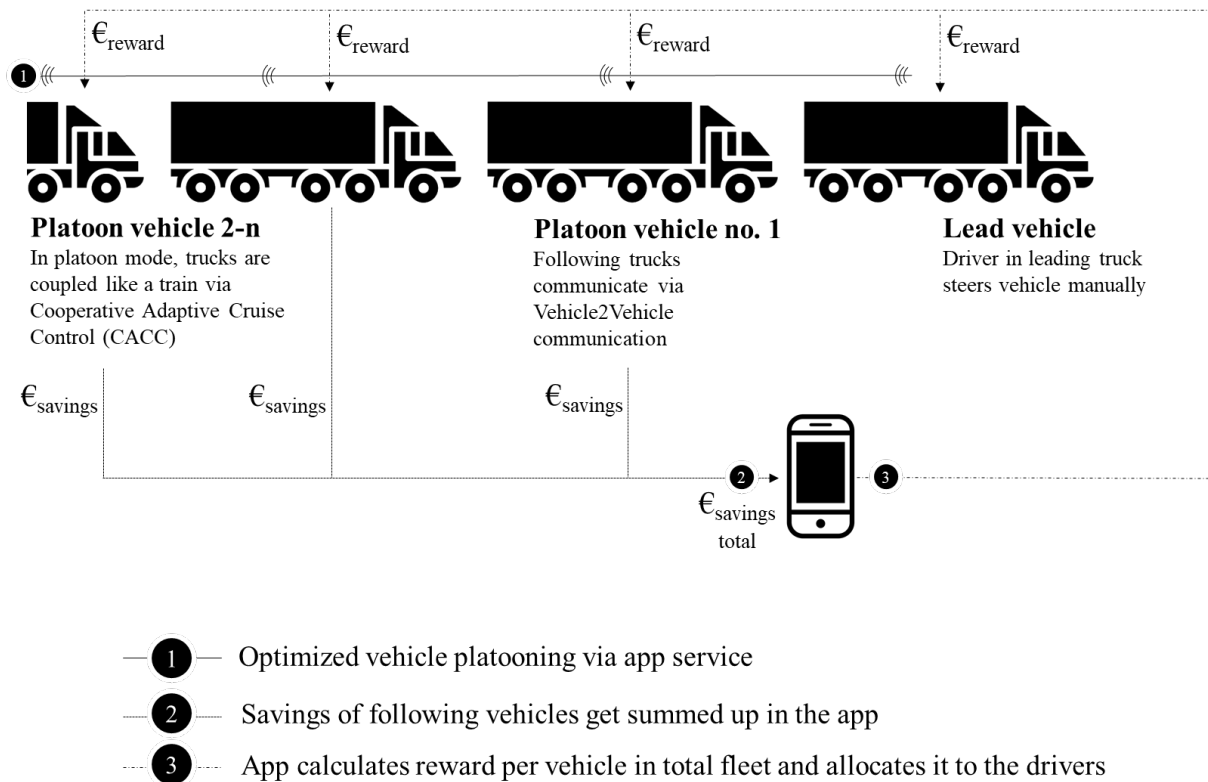 €reward
€reward
€reward
€reward
1
Platoon vehicle 2-n
In platoon mode, trucks are
coupled like a train via
Cooperative Adaptive Cruise
Control (CACC)
Platoon vehicle no. 1
Following trucks
communicate via
Vehicle2Vehicle
communication
Lead vehicle
Driver in leading truck
steers vehicle manually
€savings
€savings
€savings
2
€savings
total
3
1 Optimized vehicle platooning via app service
2 Savings of following vehicles get summed up in the app
3 App calculates reward per vehicle in total fleet and allocates it to the drivers